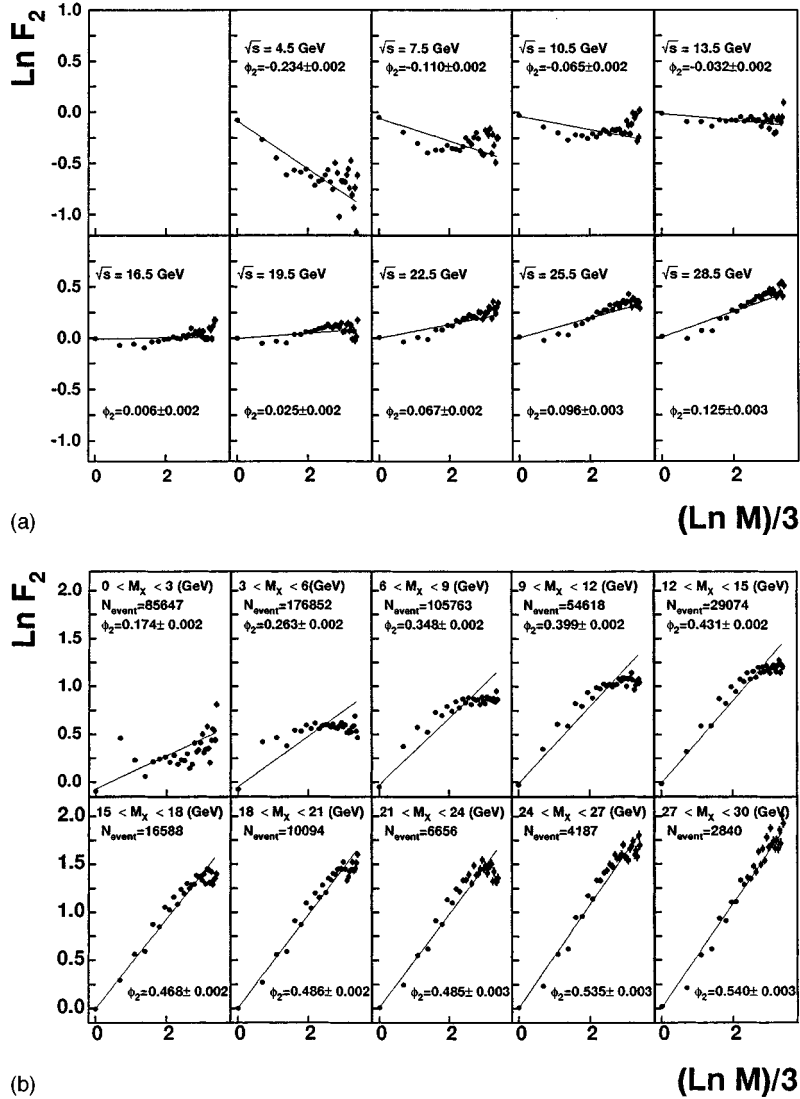 Ln F2
1.0
0.5
0.0
-0.5
-1.0
√s = 4.5 GeV
ϕ2=-0.234±0.002
√s = 7.5 GeV
ϕ2=-0.110±0.002
√s = 10.5 GeV
ϕ2=-0.065±0.002
√s = 13.5 GeV
ϕ2=-0.032±0.002
0.5
0.0
-0.5
-1.0
√s = 16.5 GeV
ϕ2=0.006±0.002
√s = 19.5 GeV
ϕ2=0.025±0.002
√s = 22.5 GeV
ϕ2=0.067±0.002
√s = 25.5 GeV
ϕ2=0.096±0.003
√s = 28.5 GeV
ϕ2=0.125±0.003
0 2 0 2 0 2 0 2 0 2
(a)
(Ln M)/3
Ln F2
2.0
1.5
1.0
0.5
0.0
0 < MX < 3 (GeV)
Nevent=85647
ϕ2=0.174± 0.002
3 < MX < 6(GeV)
Nevent=176852
ϕ2=0.263± 0.002
6 < MX < 9 (GeV)
Nevent=105763
ϕ2=0.348± 0.002
9 < MX < 12 (GeV)
Nevent=54618
ϕ2=0.399± 0.002
12 < MX < 15 (GeV)
Nevent=29074
ϕ2=0.431± 0.002
2.0
1.5
1.0
0.5
0.0
15 < MX < 18 (GeV)
Nevent=16588
ϕ2=0.468± 0.002
18 < MX < 21 (GeV)
Nevent=10094
ϕ2=0.486± 0.002
21 < MX < 24 (GeV)
Nevent=6656
ϕ2=0.485± 0.003
24 < MX < 27 (GeV)
Nevent=4187
ϕ2=0.535± 0.003
27 < MX < 30 (GeV)
Nevent=2840
ϕ2=0.540± 0.003
0 2 0 2 0 2 0 2 0 2
(b)
(Ln M)/3